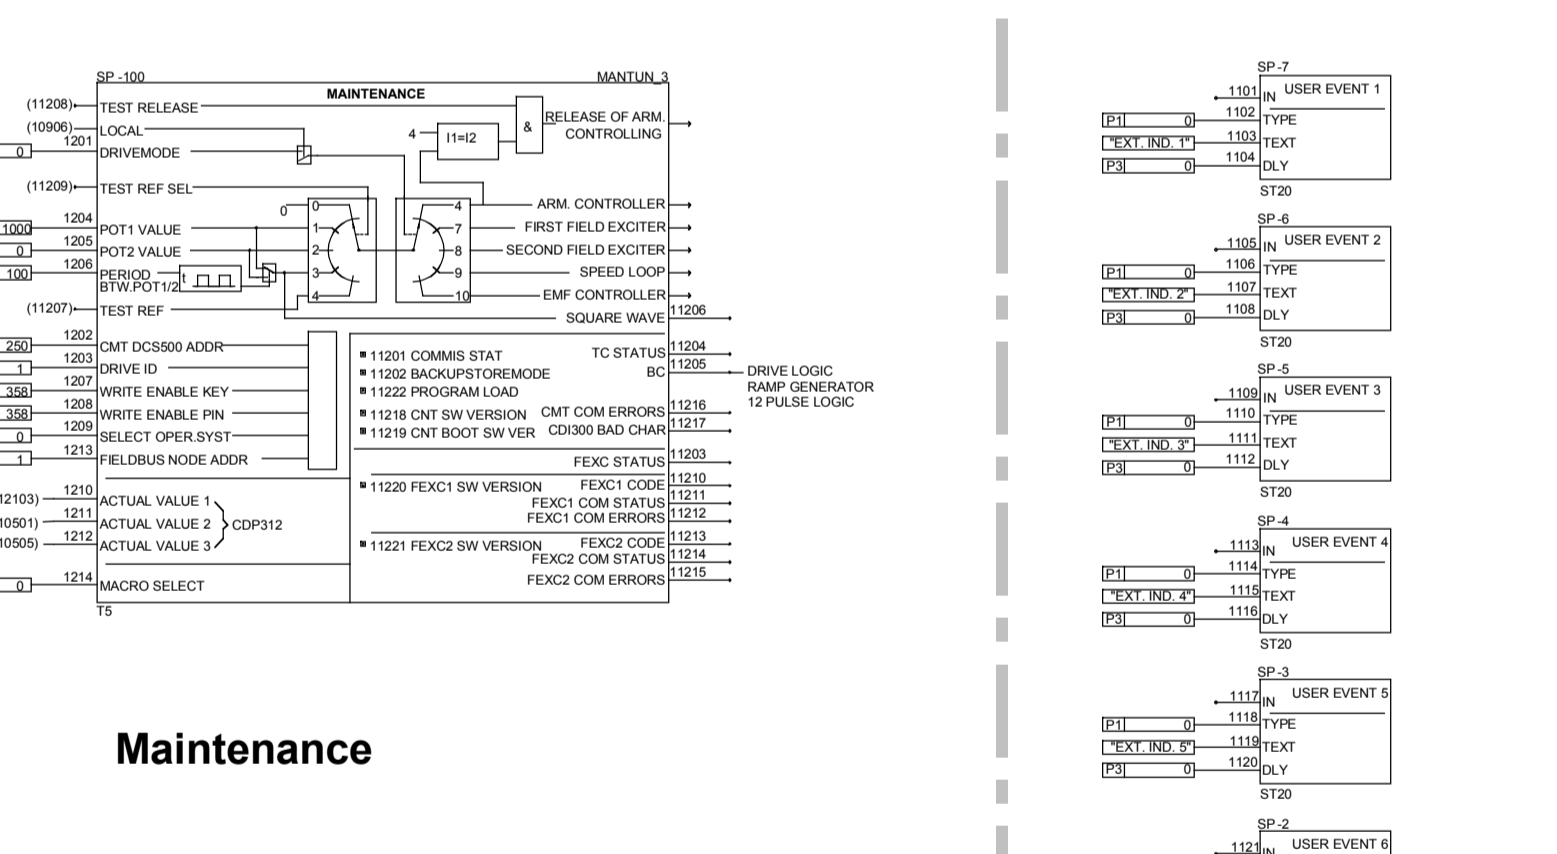 SP -100 MANTUN_3
MAINTENANCE
(11208) TEST RELEASE
(10906) LOCAL
1201
0 DRIVEMODE
(11209) TEST REF SEL
1204
1000 POT1 VALUE
1205
0 POT2 VALUE
1206
100 PERIOD
BTW.POT1/2
t
(11207) TEST REF
0
0
1
2
3
4
4
I1=I2
&
4
7
8
9
10
RELEASE OF ARM.
CONTROLLING
ARM. CONTROLLER
FIRST FIELD EXCITER
SECOND FIELD EXCITER
SPEED LOOP
EMF CONTROLLER
11206
SQUARE WAVE
1202
250 CMT DCS500 ADDR
1203
1 DRIVE ID
1207
358 WRITE ENABLE KEY
1208
358 WRITE ENABLE PIN
1209
0 SELECT OPER.SYST
1213
1 FIELDBUS NODE ADDR
1210
12103) ACTUAL VALUE 1
1211
10501) ACTUAL VALUE 2
CDP312
1212
10505) ACTUAL VALUE 3
1214
0 MACRO SELECT
T5
11201 COMMIS STAT
11202 BACKUPSTOREMODE
11222 PROGRAM LOAD
11218 CNT SW VERSION
11219 CNT BOOT SW VER
11220 FEXC1 SW VERSION
11221 FEXC2 SW VERSION
TC STATUS 11204
BC 11205
DRIVE LOGIC
RAMP GENERATOR
12 PULSE LOGIC
CMT COM ERRORS 11216
CDI300 BAD CHAR 11217
FEXC STATUS 11203
FEXC1 CODE 11210
FEXC1 COM STATUS 11211
FEXC1 COM ERRORS 11212
FEXC2 CODE 11213
FEXC2 COM STATUS 11214
FEXC2 COM ERRORS 11215
Maintenance
SP -7
1101 IN USER EVENT 1
P1 0 1102 TYPE
"EXT. IND. 1" 1103 TEXT
P3 0 1104 DLY
ST20
SP -6
1105 IN USER EVENT 2
P1 0 1106 TYPE
"EXT. IND. 2" 1107 TEXT
P3 0 1108 DLY
ST20
SP -5
1109 IN USER EVENT 3
P1 0 1110 TYPE
"EXT. IND. 3" 1111 TEXT
P3 0 1112 DLY
ST20
SP -4
1113 IN USER EVENT 4
P1 0 1114 TYPE
"EXT. IND. 4" 1115 TEXT
P3 0 1116 DLY
ST20
SP -3
1117 IN USER EVENT 5
P1 0 1118 TYPE
"EXT. IND. 5" 1119 TEXT
P3 0 1120 DLY
ST20
SP -2
1121 IN USER EVENT 6